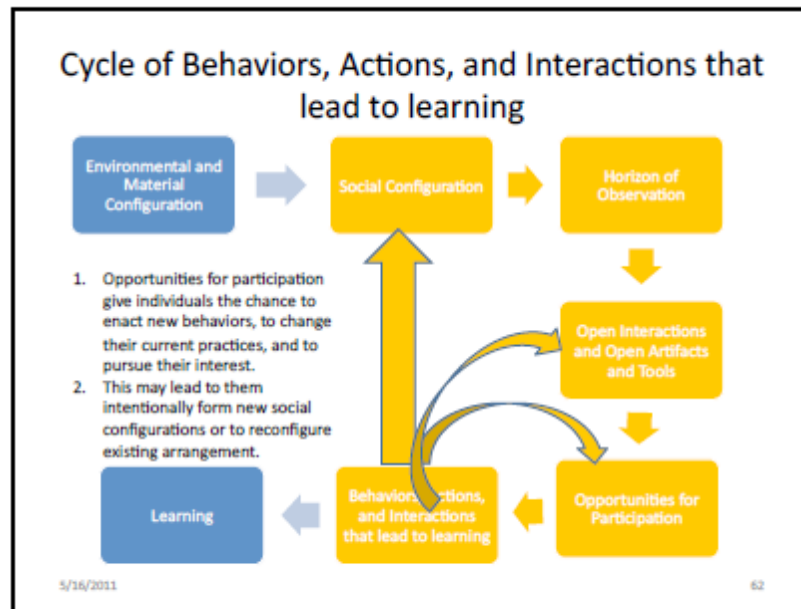 Cycle of Behaviors, Actions, and Interactions that
lead to learning
Environmental and
Material
Configuration
Social Configuration
Horizon of
Observation
1. Opportunities for participation
give individuals the chance to
enact new behaviors, to change
their current practices, and to
pursue their interest.
2. This may lead to them
intentionally form new social
configurations or to reconfigure
existing arrangement.
Open Interactions
and Open Artifacts
and Tools
Learning
Behaviors, Actions,
and Interactions
that lead to learning
Opportunities for
Participation
5/16/2011
62